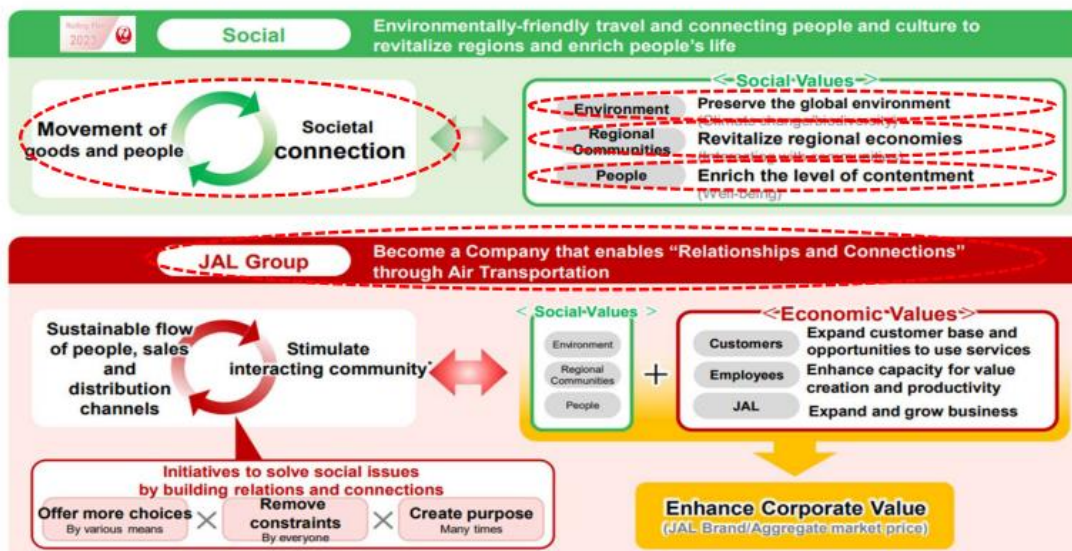 2023
Social
Environmentally-friendly travel and connecting people and culture to
revitalize regions and enrich people's life
Movement of
goods and people
Societal
connection
< Social Values >
Environment
Preserve the global environment
(Climate change/biodiversity)
Regional
Communities
Revitalize regional economies
People
Enrich the level of contentment
(Well-being)
JAL Group
Become a Company that enables “Relationships and Connections”
through Air Transportation
Sustainable flow
of people, sales
and
distribution
channels
Stimulate
interacting community*
< Social Values >
Environment
Regional
Communities
People
+
< Economic Values >
Customers
Expand customer base and
opportunities to use services
Employees
Enhance capacity for value
creation and productivity
JAL
Expand and grow business
Initiatives to solve social issues
by building relations and connections
Offer more choices
By various means
×
Remove
constraints
By everyone
×
Create purpose
Many times
Enhance Corporate Value
(JAL Brand/Aggregate market price)